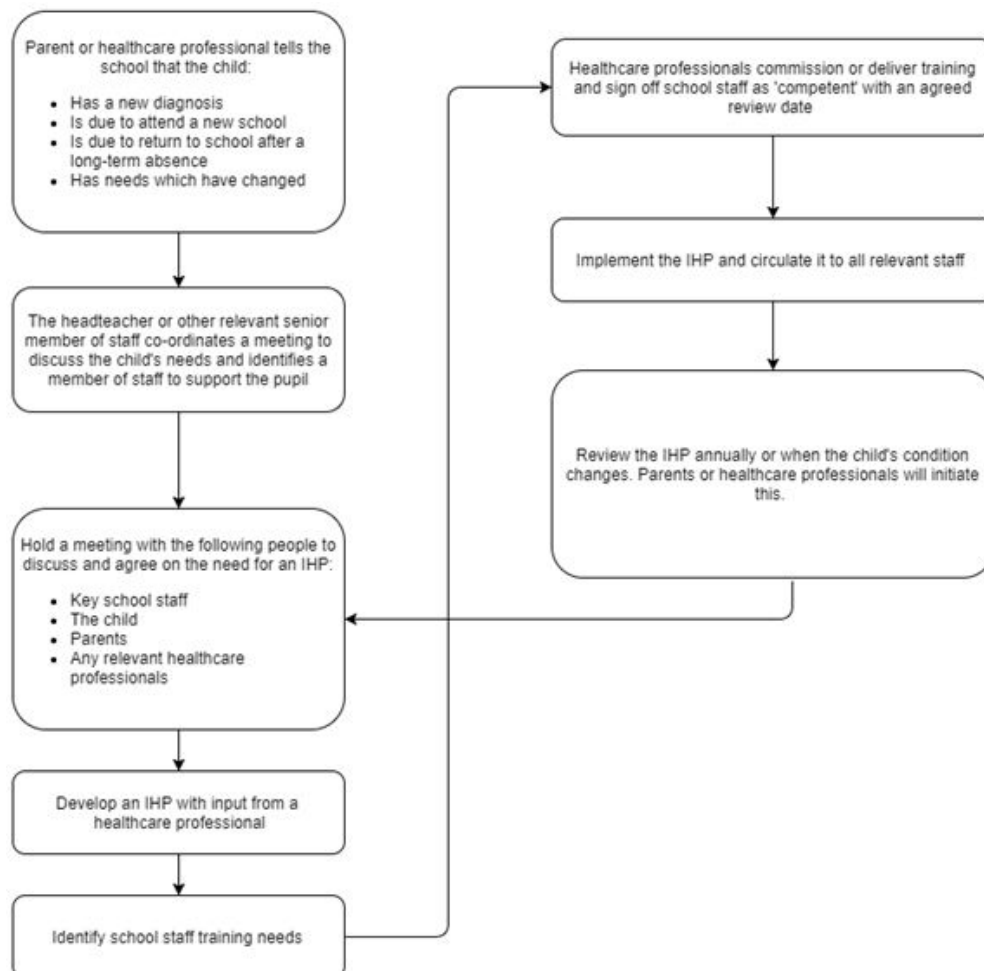 Parent or healthcare professional tells the
school that the child:
• Has a new diagnosis
• Is due to attend a new school
• Is due to return to school after a
long-term absence
• Has needs which have changed
The headteacher or other relevant senior
member of staff co-ordinates a meeting to
discuss the child's needs and identifies a
member of staff to support the pupil
Hold a meeting with the following people to
discuss and agree on the need for an IHP:
• Key school staff
• The child
• Parents
• Any relevant healthcare
professionals
Develop an IHP with input from a
healthcare professional
Identify school staff training needs
Healthcare professionals commission or deliver training
and sign off school staff as 'competent' with an agreed
review date
Implement the IHP and circulate it to all relevant staff
Review the IHP annually or when the child's condition
changes. Parents or healthcare professionals will initiate
this.